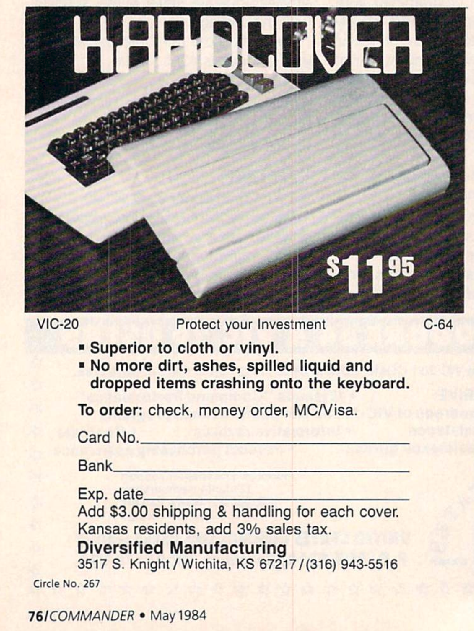 HARDCOVER
$11.95
VIC-20 Protect your Investment C-64
▪ Superior to cloth or vinyl.
▪ No more dirt, ashes, spilled liquid and
dropped items crashing onto the keyboard.
To order: check, money order, MC/Visa.
Card No.
Bank
Exp. date
Add $3.00 shipping & handling for each cover.
Kansas residents, add 3% sales tax.
Diversified Manufacturing
3517 S. Knight / Wichita, KS 67217 / (316) 943-5516
Circle No. 267
76/COMMANDER • May 1984